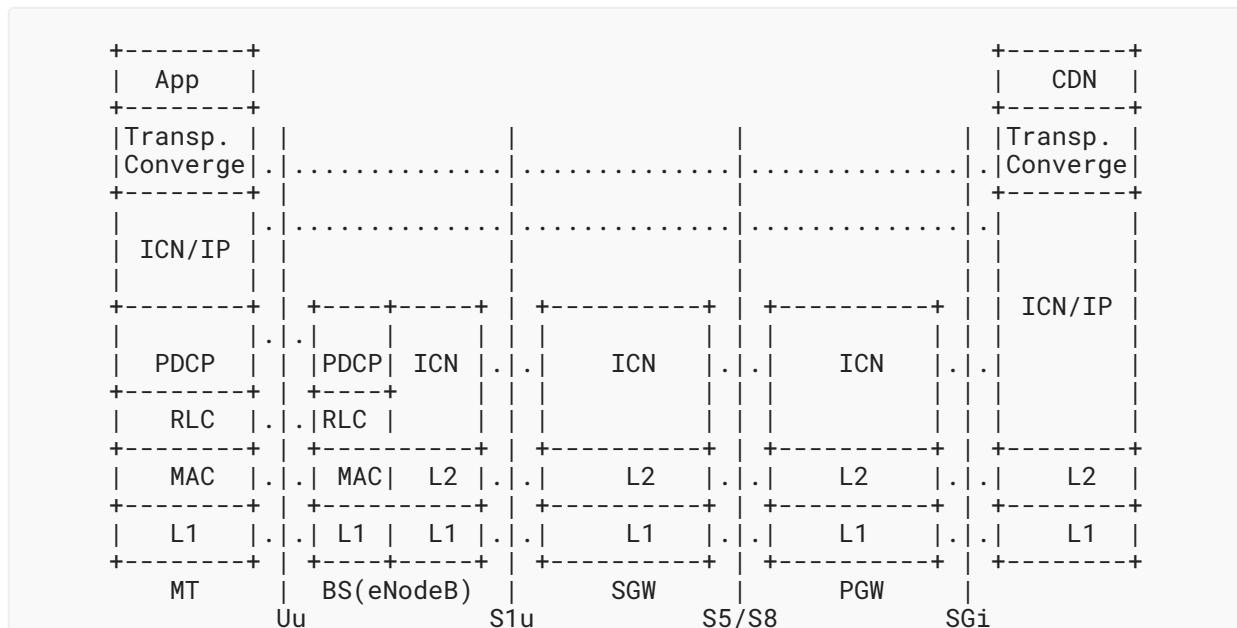 +--------+ +--------+
| App | | CDN |
+--------+ +--------+
|Transp. | | | | | |Transp. |
|Converge|.|..............|..............|..............|.|Converge|
+--------+ | | | | +--------+
| |.|..............|..............|..............|.| |
| ICN/IP | | | | | | |
| | | | | | | |
+--------+ | +----+-----+ | +----------+ | +----------+ | | ICN/IP |
| |.|.| | | | | | | | | | | | |
| PDCP | | |PDCP| ICN |.|.| ICN |.|.| ICN |.|.| |
+--------+ | +----+ | | | | | | | | | |
| RLC |.|.|RLC | | | | | | | | | | |
+--------+ | +----------+ | +----------+ | +----------+ | +--------+
| MAC |.|.| MAC| L2 |.|.| L2 |.|.| L2 |.|.| L2 |
+--------+ | +----------+ | +----------+ | +----------+ | +--------+
| L1 |.|.| L1 | L1 |.|.| L1 |.|.| L1 |.|.| L1 |
+--------+ | +----+-----+ | +----------+ | +----------+ | +--------+
MT | BS(eNodeB) | SGW | PGW |
Uu S1u S5/S8 SGi